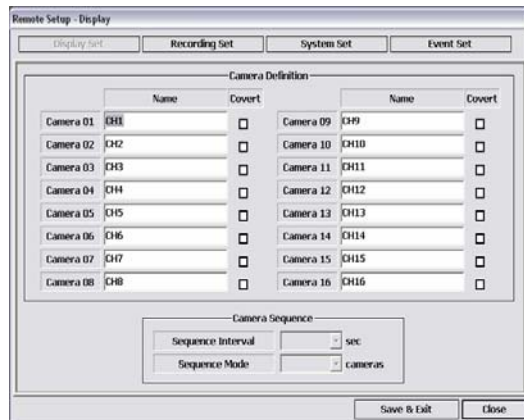 Remote Setup - Display
Display Set Recording Set System Set Event Set
Camera Definition
Name Covert Name Covert
Camera 01 CH1 Camera 09 CH9
Camera 02 CH2 Camera 10 CH10
Camera 03 CH3 Camera 11 CH11
Camera 04 CH4 Camera 12 CH12
Camera 05 CH5 Camera 13 CH13
Camera 06 CH6 Camera 14 CH14
Camera 07 CH7 Camera 15 CH15
Camera 08 CH8 Camera 16 CH16
Camera Sequence
Sequence Interval sec
Sequence Mode cameras
Save & Exit Close